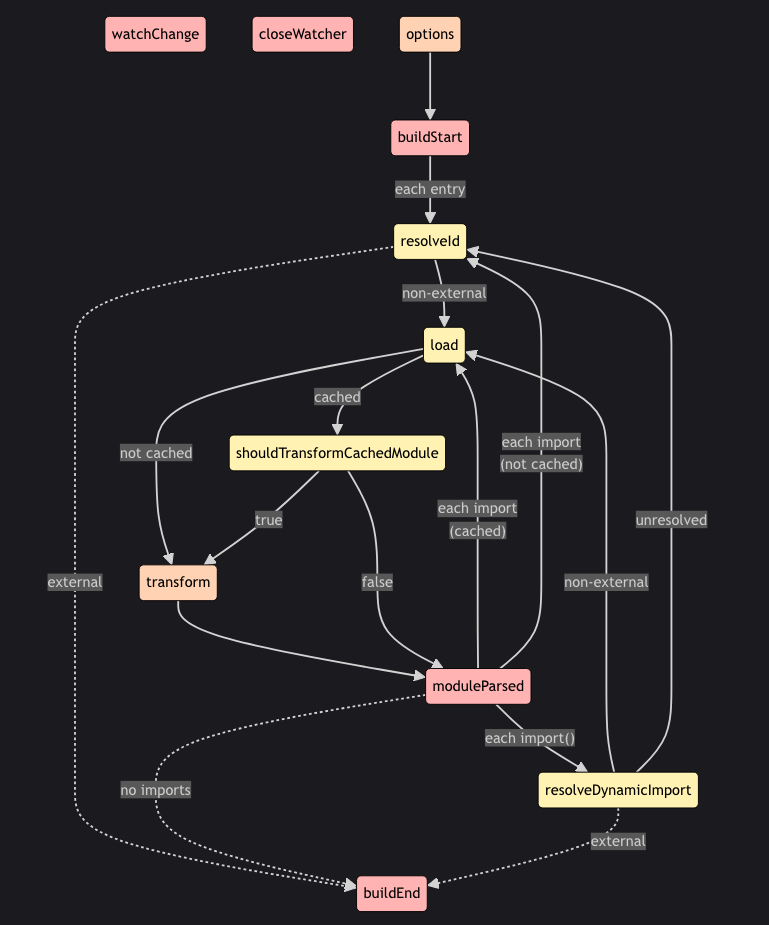 watchChange
closeWatcher
options
buildStart
each entry
resolveId
non-external
load
cached
shouldTransformCachedModule
not cached
each import
(not cached)
each import
(cached)
true
unresolved
external
transform
false
non-external
moduleParsed
each import()
no imports
resolveDynamicImport
external
buildEnd